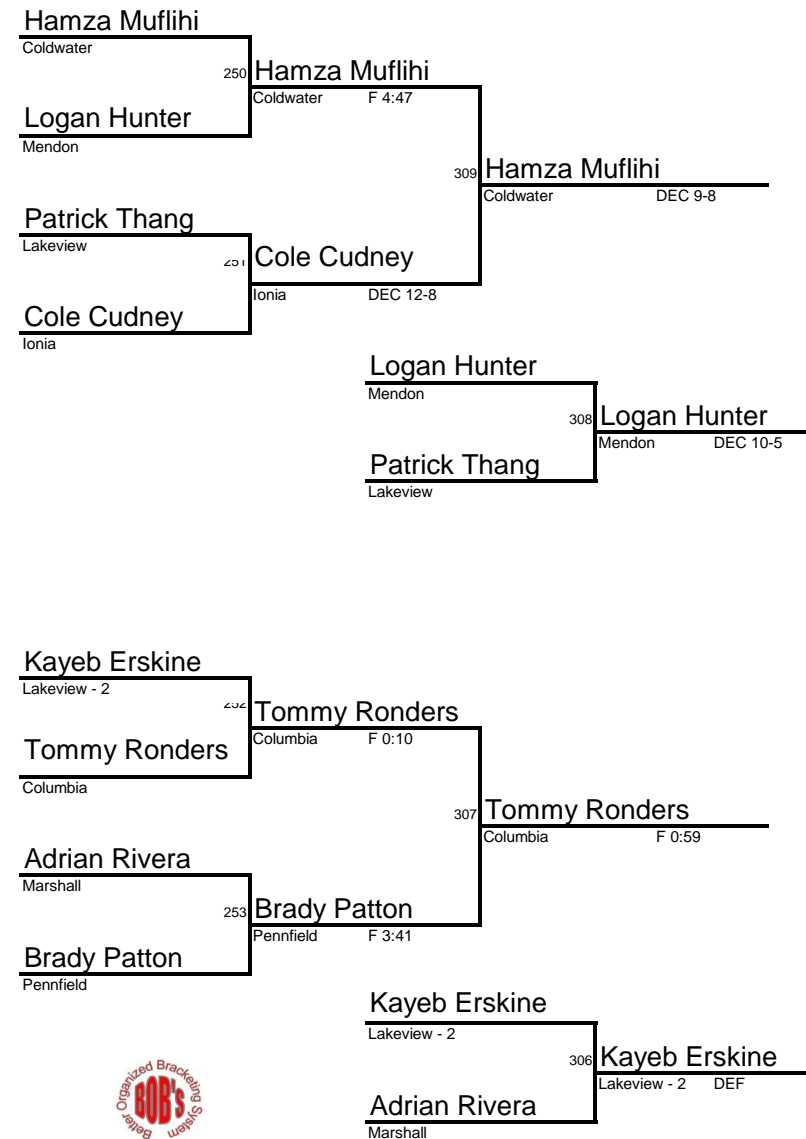 Hamza Muflihi
Coldwater
250
Hamza Muflihi
Coldwater F 4:47
Logan Hunter
Mendon
309
Hamza Muflihi
Coldwater DEC 9-8
Patrick Thang
Lakeview
251
Cole Cudney
Ionia DEC 12-8
Cole Cudney
Ionia
Logan Hunter
Mendon
308
Logan Hunter
Mendon DEC 10-5
Patrick Thang
Lakeview
Kayeb Erskine
Lakeview - 2
252
Tommy Ronders
Columbia F 0:10
Tommy Ronders
Columbia
307
Tommy Ronders
Columbia F 0:59
Adrian Rivera
Marshall
253
Brady Patton
Pennfield F 3:41
Brady Patton
Pennfield
Kayeb Erskine
Lakeview - 2
306
Kayeb Erskine
Lakeview - 2 DEF
Adrian Rivera
Marshall
Better Organized Bracketing System
BOB's